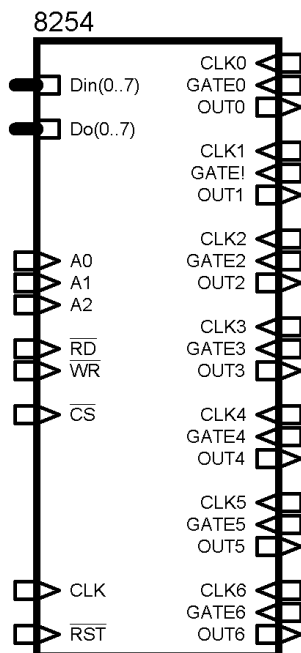 8254
Din(0..7)
Do(0..7)
A0
A1
A2
RD
WR
CS
CLK
RST
CLK0
GATE0
OUT0
CLK1
GATE!
OUT1
CLK2
GATE2
OUT2
CLK3
GATE3
OUT3
CLK4
GATE4
OUT4
CLK5
GATE5
OUT5
CLK6
GATE6
OUT6